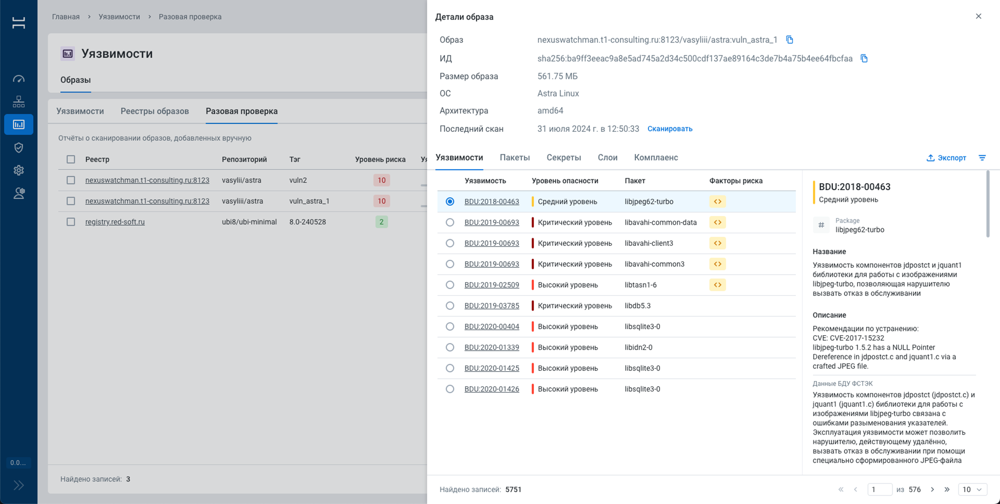 Главная › Уязвимости › Разовая проверка
Уязвимости
Образы
Уязвимости Реестры образов Разовая проверка
Отчёты о сканировании образов, добавленных вручную
Реестр Репозиторий Тэг Уровень риска
nexuswatchman.t1-consulting.ru:8123 vasylii/astra vuln2 10
nexuswatchman.t1-consulting.ru:8123 vasyliii/astra vuln_astra_1 10
registry.red-soft.ru ubi8/ubi-minimal 8.0-240528 2
Найдено записей: 3
0.0....
Детали образа
Образ nexuswatchman.t1-consulting.ru:8123/vasyliii/astra:vuln_astra_1
ИД sha256:ba9ff3eeac9a8e5ad745a2d34c500cdf137ae89164c3de7b4a75b4ee64fbcfaa
Размер образа 561.75 МБ
ОС Astra Linux
Архитектура amd64
Последний скан 31 июля 2024 г. в 12:50:33 Сканировать
Уязвимости Пакеты Секреты Слои Комплаенс Экспорт
Уязвимость Уровень опасности Пакет Факторы риска
BDU:2018-00463 Средний уровень libjpeg62-turbo <>
BDU:2019-00693 Критический уровень libavahi-common-data <>
BDU:2019-00693 Критический уровень libavahi-client3 <>
BDU:2019-00693 Критический уровень libavahi-common3 <>
BDU:2019-02509 Высокий уровень libtasn1-6 <>
BDU:2019-03785 Критический уровень libdb5.3
BDU:2020-00404 Высокий уровень libsqlite3-0
BDU:2020-01339 Высокий уровень libidn2-0
BDU:2020-01425 Высокий уровень libsqlite3-0
BDU:2020-01426 Высокий уровень libsqlite3-0
BDU:2018-00463
Средний уровень
#
Package
libjpeg62-turbo
Название
Уязвимость компонентов jdpostct и jquant1
библиотеки для работы с изображениями
libjpeg-turbo, позволяющая нарушителю
вызвать отказ в обслуживании
Описание
Рекомендации по устранению:
CVE: CVE-2017-15232
libjpeg-turbo 1.5.2 has a NULL Pointer
Dereference in jdpostct.c and jquant1.c via a
crafted JPEG file.
Данные БДУ ФСТЭК
Уязвимость компонентов jdpostct (jdpostct.c) и
jquant1 (jquant1.c) библиотеки для работы с
изображениями libjpeg-turbo связана с
ошибками разыменования указателей.
Эксплуатация уязвимости может позволить
нарушителю, действующему удалённо,
вызвать отказ в обслуживании при помощи
специально сформированного JPEG-файла
Найдено записей: 5751
« ‹ 1 из 576 › » 10